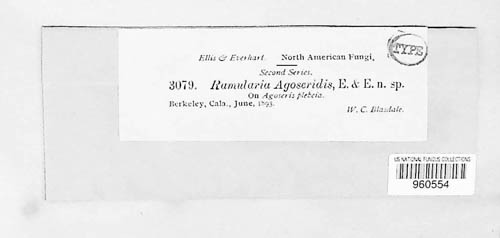 Ellis & Everhart. North American Fungi.
TYPE
Second Series.
3079. Ramularia Agoseridis, E. & E. n. sp.
On Agoseris plebeia.
Berkeley, Cala., June, 1893.
W. C. Blasdale.
US NATIONAL FUNGUS COLLECTIONS
960554